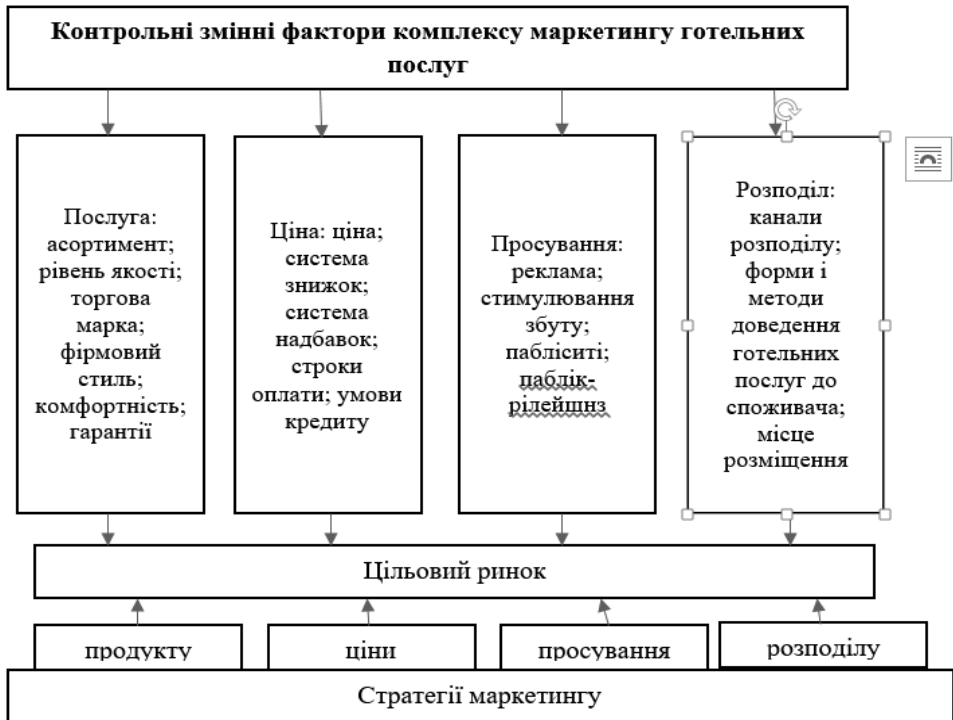 Контрольні змінні фактори комплексу маркетингу готельних
послуг
Послуга:
асортимент;
рівень якості;
торгова
марка;
фірмовий
стиль;
комфортність;
гарантії
Ціна: ціна;
система
знижок;
система
надбавок;
строки
оплати; умови
кредиту
Просування:
реклама;
стимулювання
збуту;
пабліситі;
паблік-
рілейшнз
Розподіл:
канали
розподілу;
форми і
методи
доведення
готельних
послуг до
споживача;
місце
розміщення
Цільовий ринок
продукту
ціни
просування
розподілу
Стратегії маркетингу